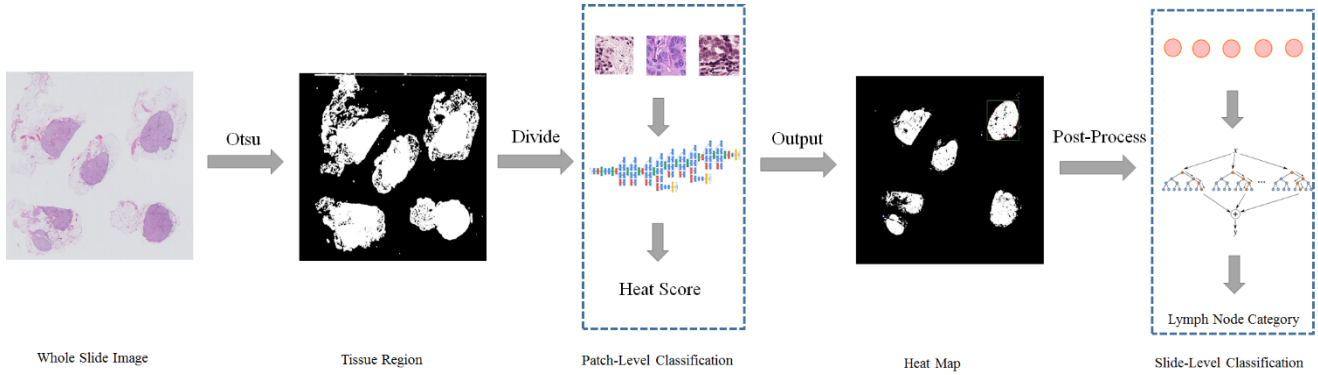 Otsu
Divide
Heat Score
Output
Post-Process
x
...
+
y
Lymph Node Category
Whole Slide Image
Tissue Region
Patch-Level Classification
Heat Map
Slide-Level Classification